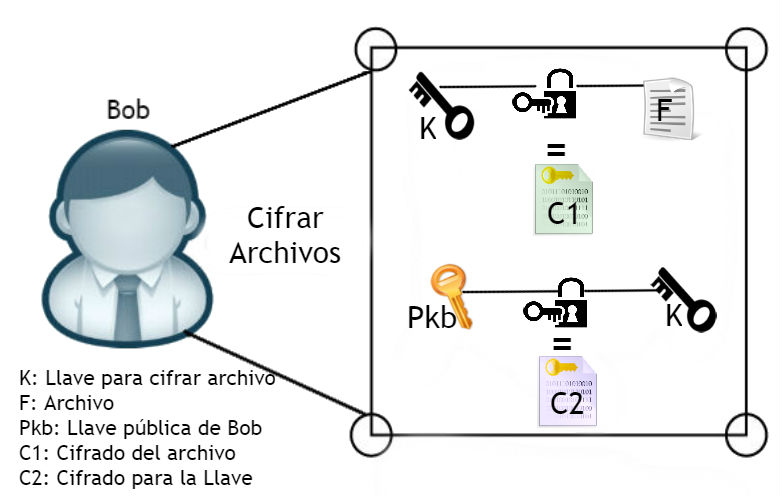 Bob
Cifrar
Archivos
K
F
=
C1
Pkb
K
=
C2
K: Llave para cifrar archivo
F: Archivo
Pkb: Llave pública de Bob
C1: Cifrado del archivo
C2: Cifrado para la Llave